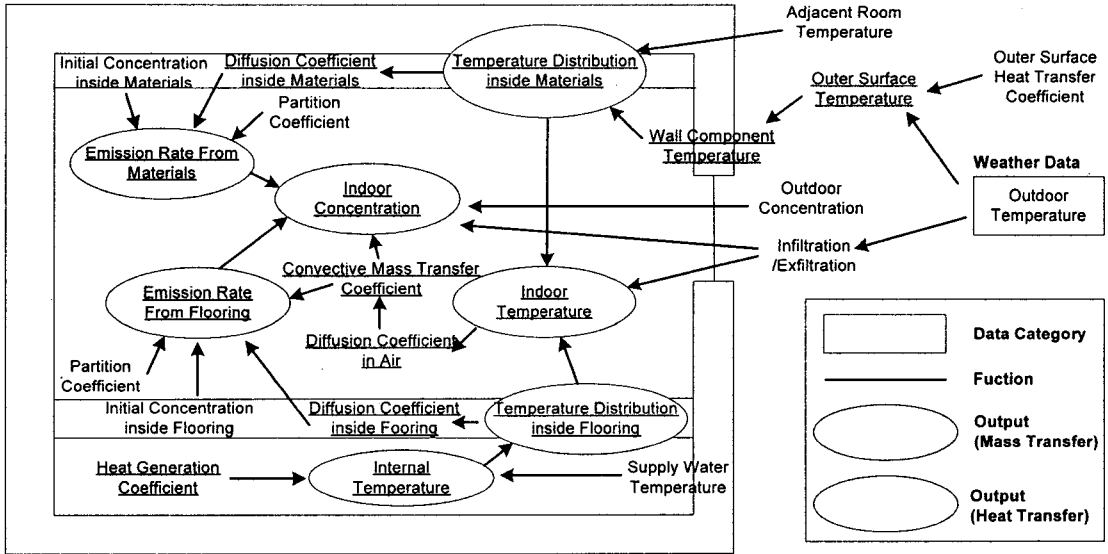 Adjacent Room
Temperature
Initial Concentration
inside Materials
Diffusion Coefficient
inside Materials
Temperature Distribution
inside Materials
Outer Surface
Temperature
Outer Surface
Heat Transfer
Coefficient
Partition
Coefficient
Wall Component
Temperature
Emission Rate From
Materials
Weather Data
Indoor
Concentration
Outdoor
Concentration
Outdoor
Temperature
Infiltration
/Exfiltration
Convective Mass Transfer
Coefficient
Emission Rate
From Flooring
Indoor
Temperature
Diffusion Coefficient
in Air
Partition
Coefficient
Initial Concentration
inside Flooring
Diffusion Coefficient
inside Fooring
Temperature Distribution
inside Flooring
Heat Generation
Coefficient
Internal
Temperature
Supply Water
Temperature
Data Category
Fuction
Output
(Mass Transfer)
Output
(Heat Transfer)